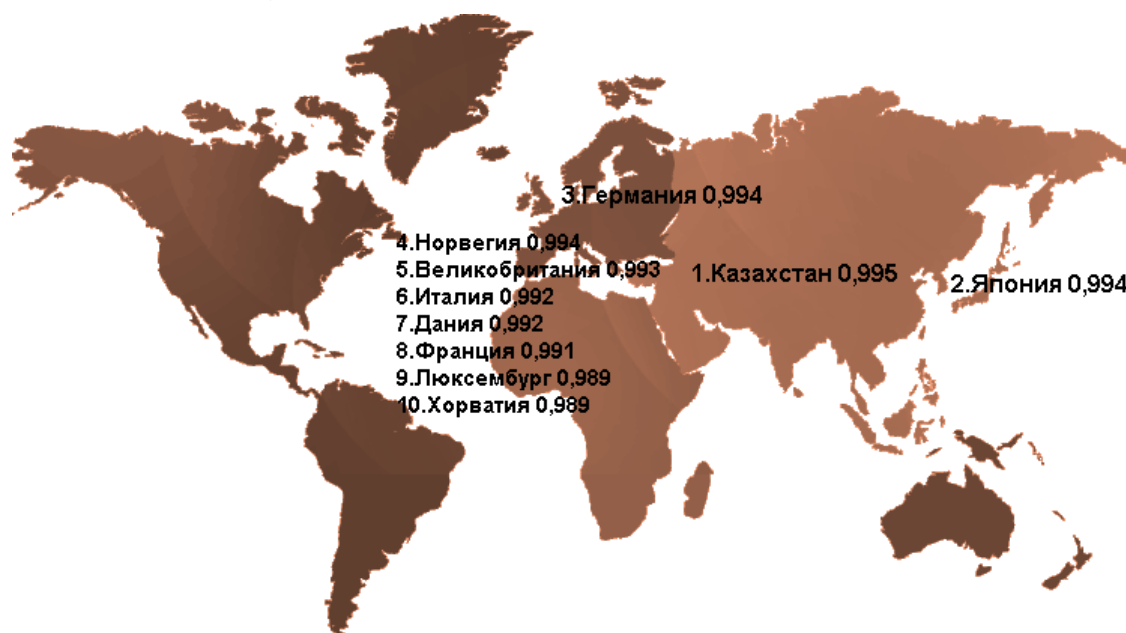 3.Германия 0,994
4.Норвегия 0,994
5.Великобритания 0,993
1.Казахстан 0,995
2.Япония 0,994
6.Италия 0,992
7.Дания 0,992
8.Франция 0,991
9.Люксембург 0,989
10.Хорватия 0,989